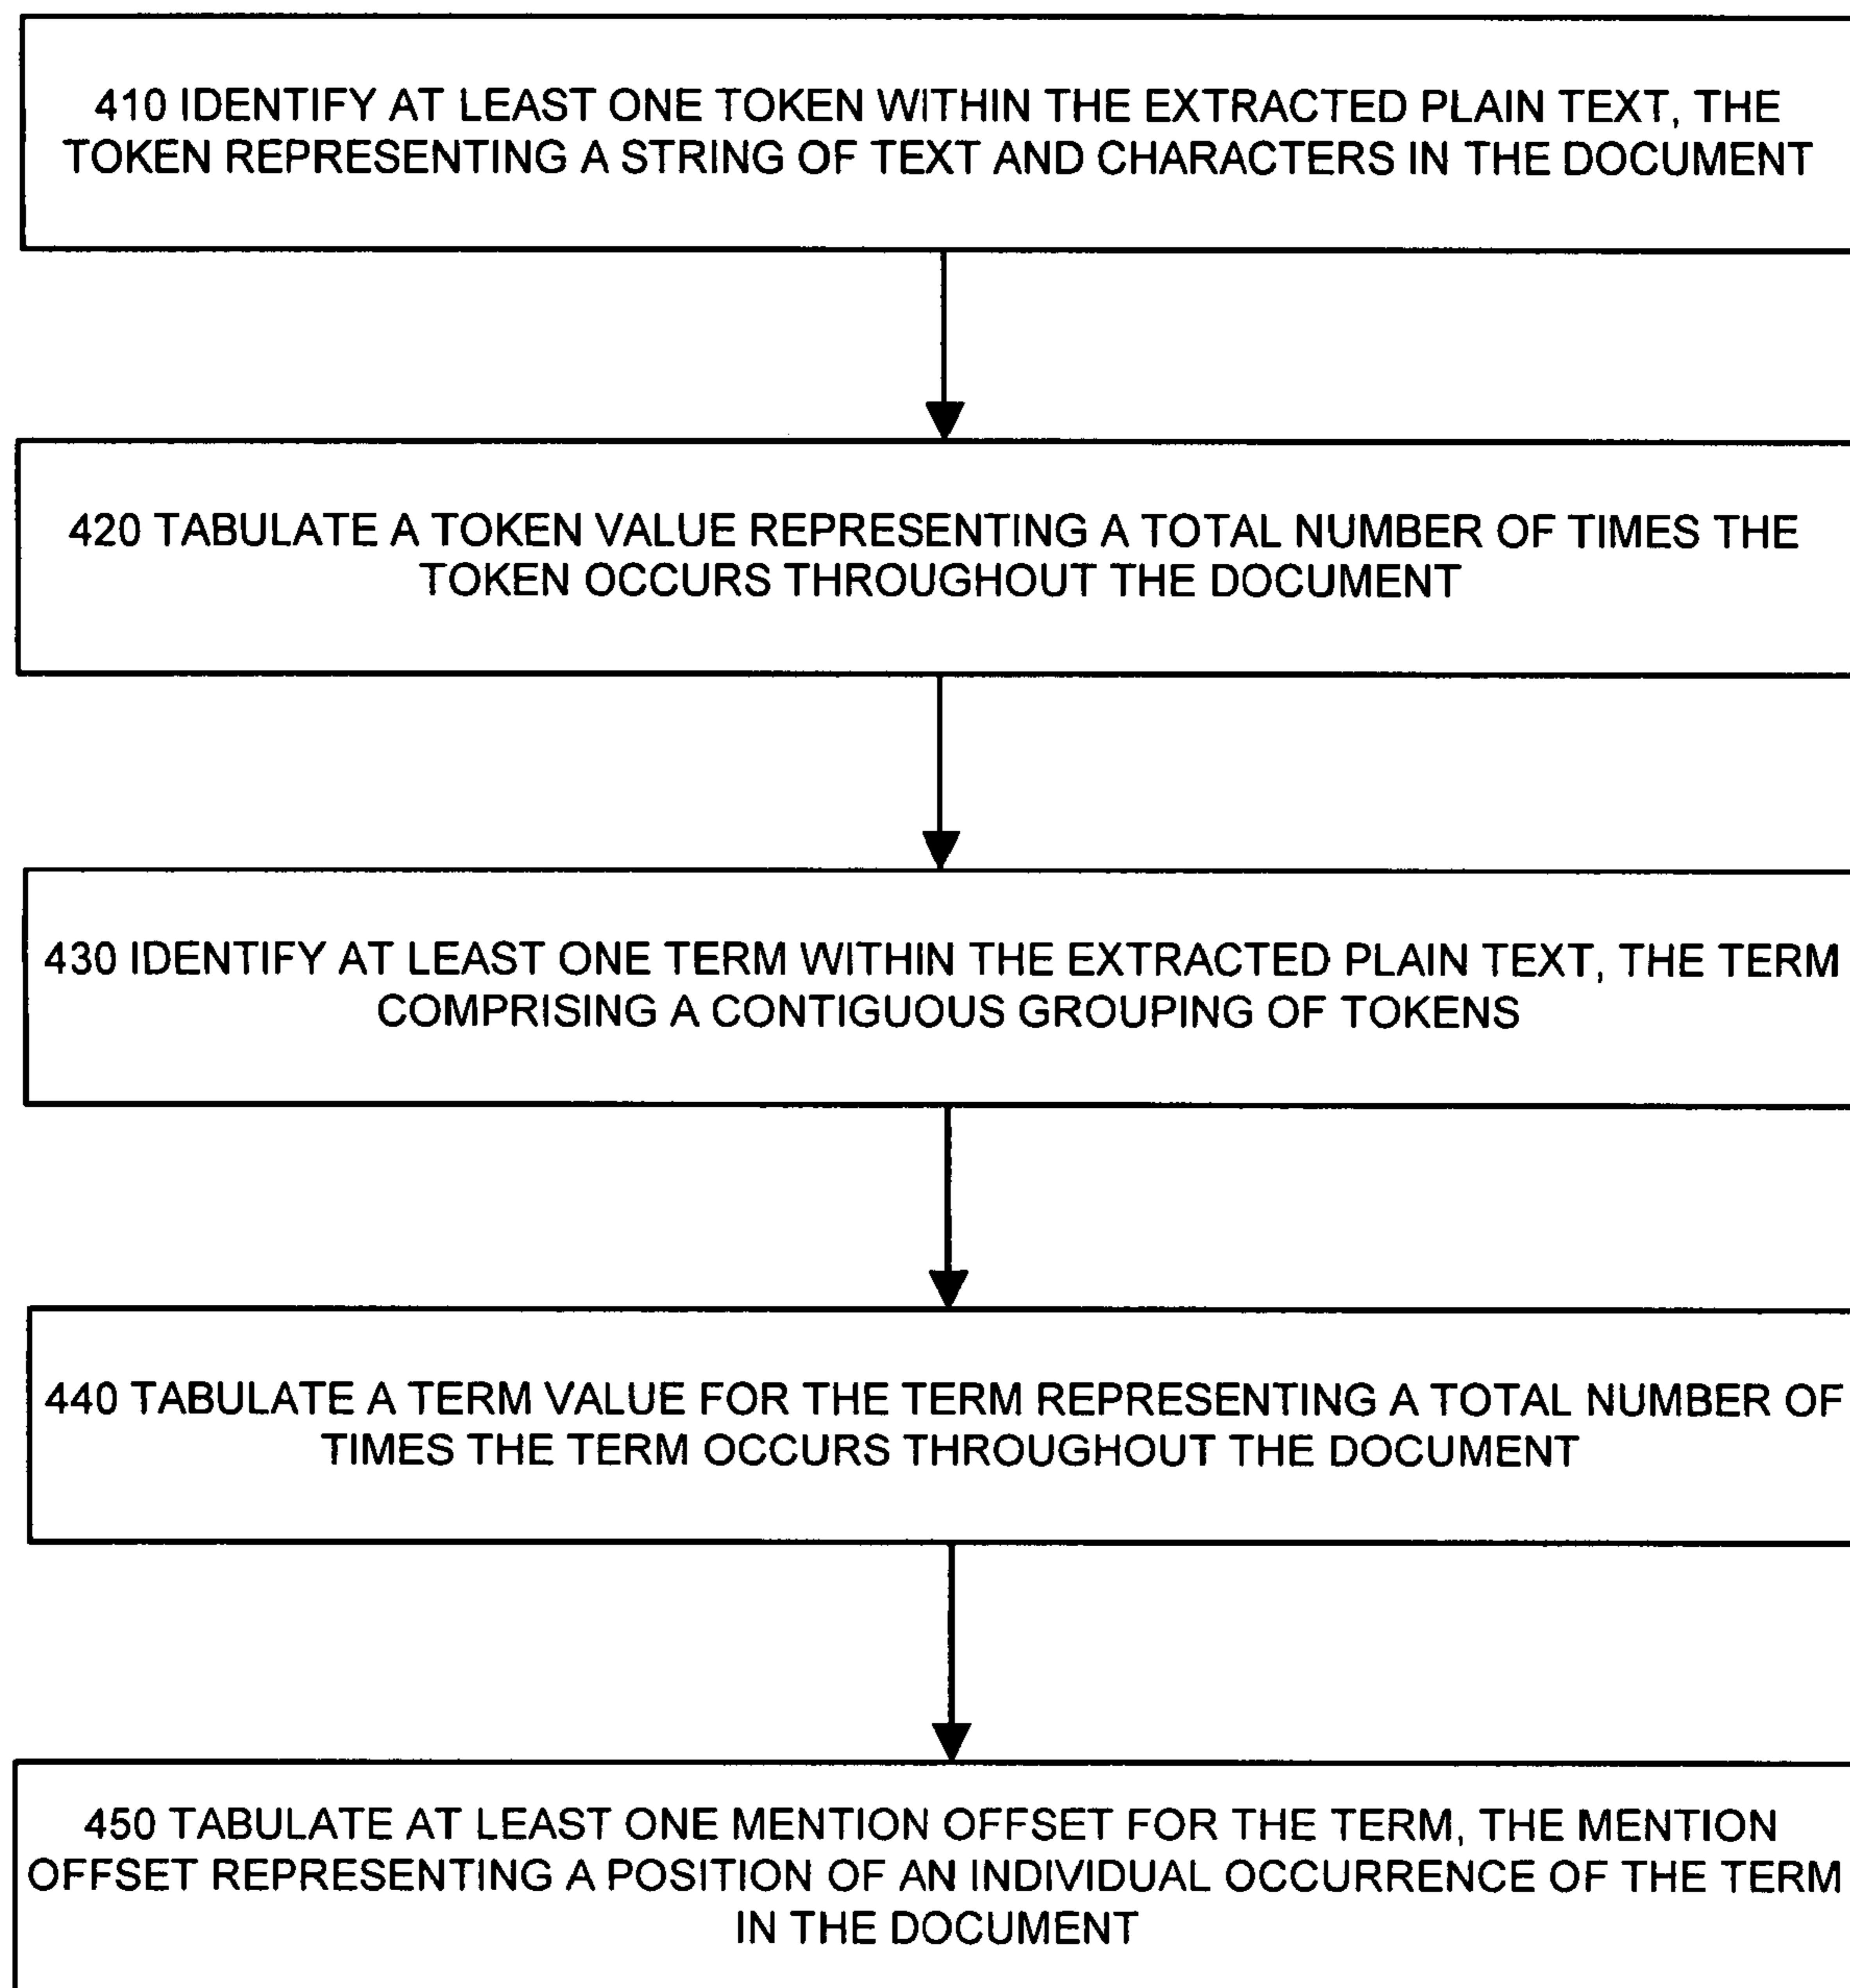 410 IDENTIFY AT LEAST ONE TOKEN WITHIN THE EXTRACTED PLAIN TEXT, THE
TOKEN REPRESENTING A STRING OF TEXT AND CHARACTERS IN THE DOCUMENT
420 TABULATE A TOKEN VALUE REPRESENTING A TOTAL NUMBER OF TIMES THE
TOKEN OCCURS THROUGHOUT THE DOCUMENT
430 IDENTIFY AT LEAST ONE TERM WITHIN THE EXTRACTED PLAIN TEXT, THE TERM
COMPRISING A CONTIGUOUS GROUPING OF TOKENS
440 TABULATE A TERM VALUE FOR THE TERM REPRESENTING A TOTAL NUMBER OF
TIMES THE TERM OCCURS THROUGHOUT THE DOCUMENT
450 TABULATE AT LEAST ONE MENTION OFFSET FOR THE TERM, THE MENTION
OFFSET REPRESENTING A POSITION OF AN INDIVIDUAL OCCURRENCE OF THE TERM
IN THE DOCUMENT